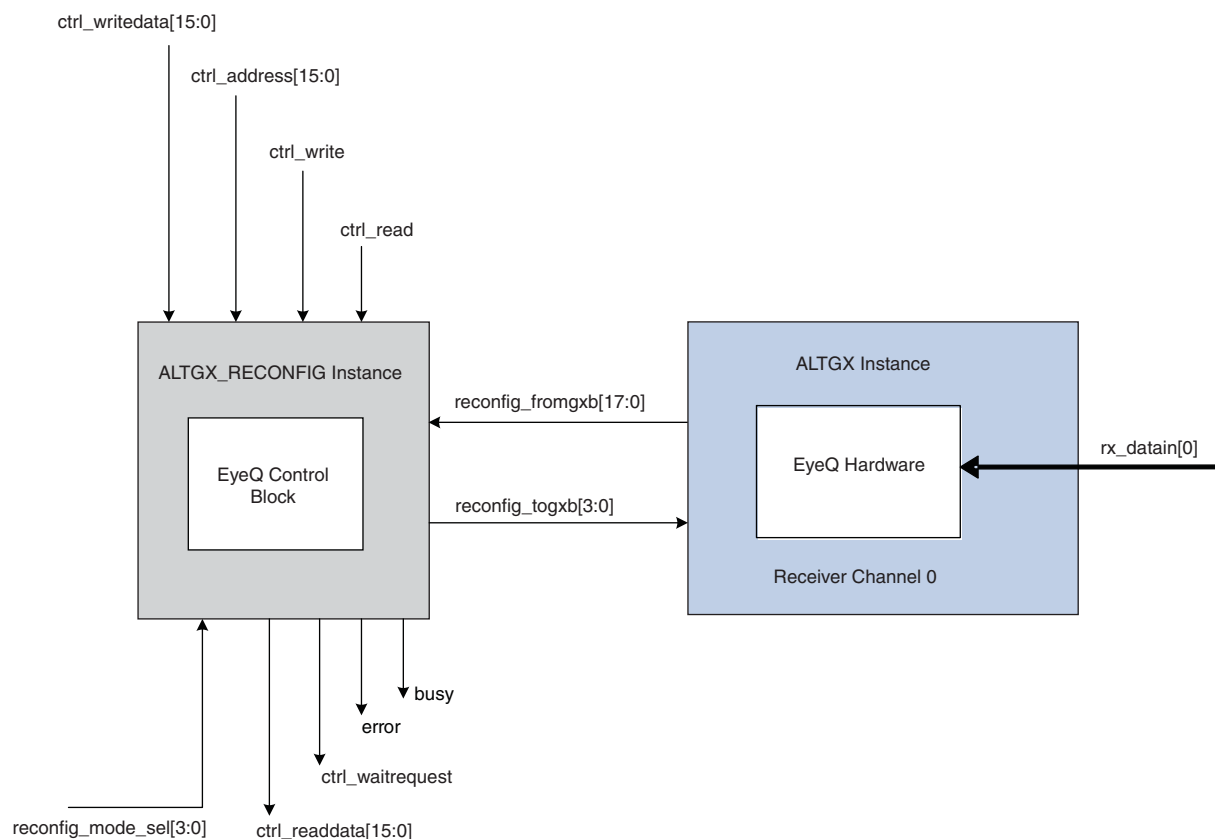 ctrl_writedata[15:0]
ctrl_address[15:0]
ctrl_write
ctrl_read
ALTGX_RECONFIG Instance
EyeQ Control
Block
reconfig_fromgxb[17:0]
reconfig_togxb[3:0]
ALTGX Instance
EyeQ Hardware
Receiver Channel 0
rx_datain[0]
busy
error
ctrl_waitrequest
reconfig_mode_sel[3:0]
ctrl_readdata[15:0]